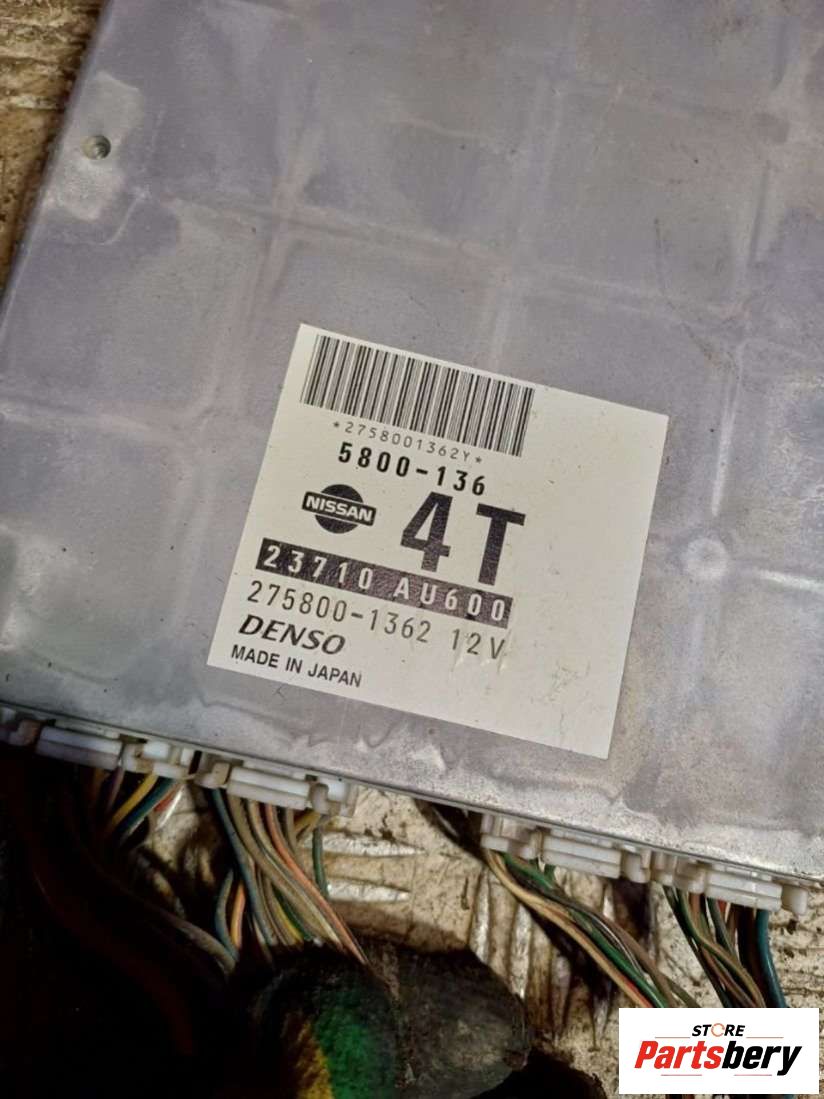 *2758001362Y*
5800-136
NISSAN
4T
23710 AU600
275800-1362 12V
DENSO
MADE IN JAPAN
STORE
Partsbery